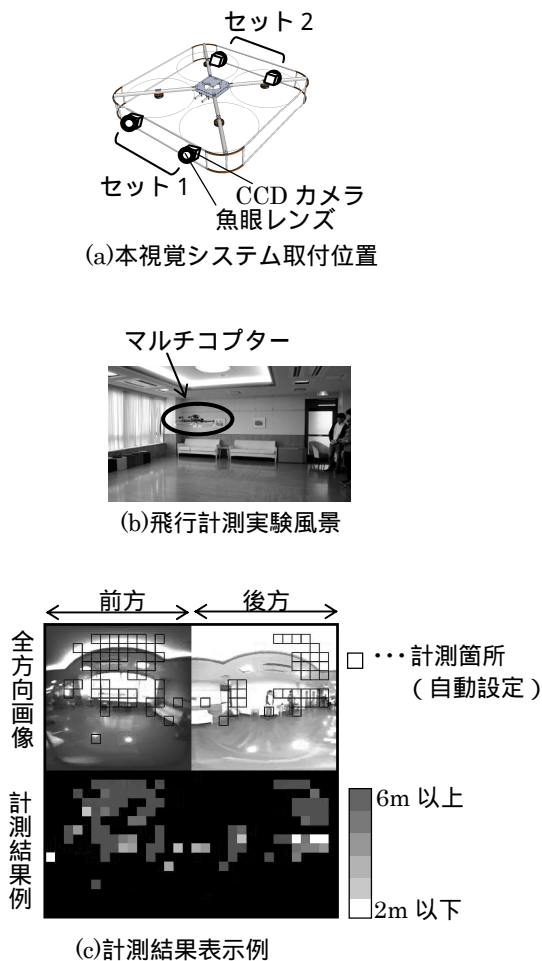 セット 2
セット 1
CCD カメラ
魚眼レンズ
(a)本視覚システム取付位置
マルチコプター
(b)飛行計測実験風景
前方
後方
全方向画像
□ ･･･計測箇所
（自動設定）
計測結果例
6m 以上
2m 以下
(c)計測結果表示例